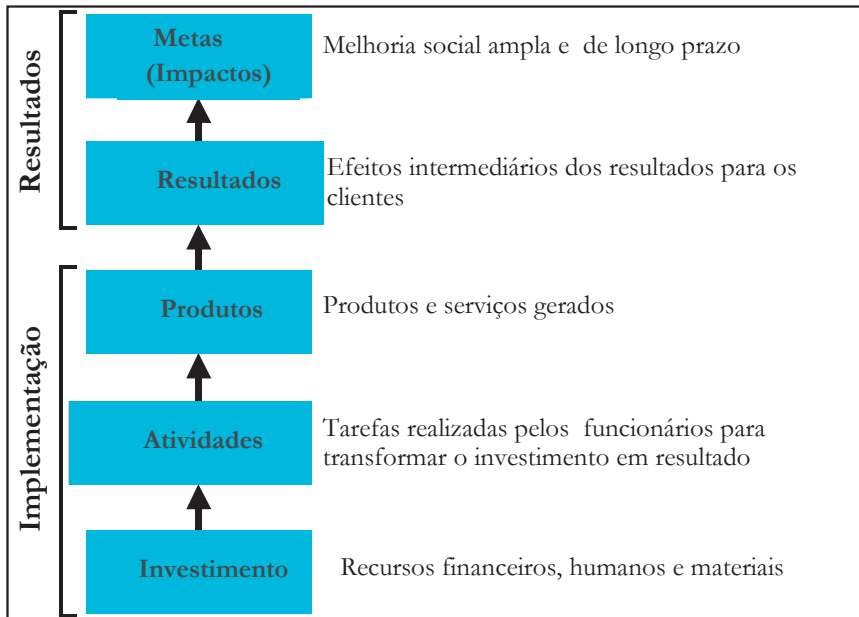 Resultados
Metas
(Impactos)
Melhoria social ampla e de longo prazo
Resultados
Efeitos intermediários dos resultados para os
clientes
Implementação
Produtos
Produtos e serviços gerados
Atividades
Tarefas realizadas pelos funcionários para
transformar o investimento em resultado
Investimento
Recursos financeiros, humanos e materiais